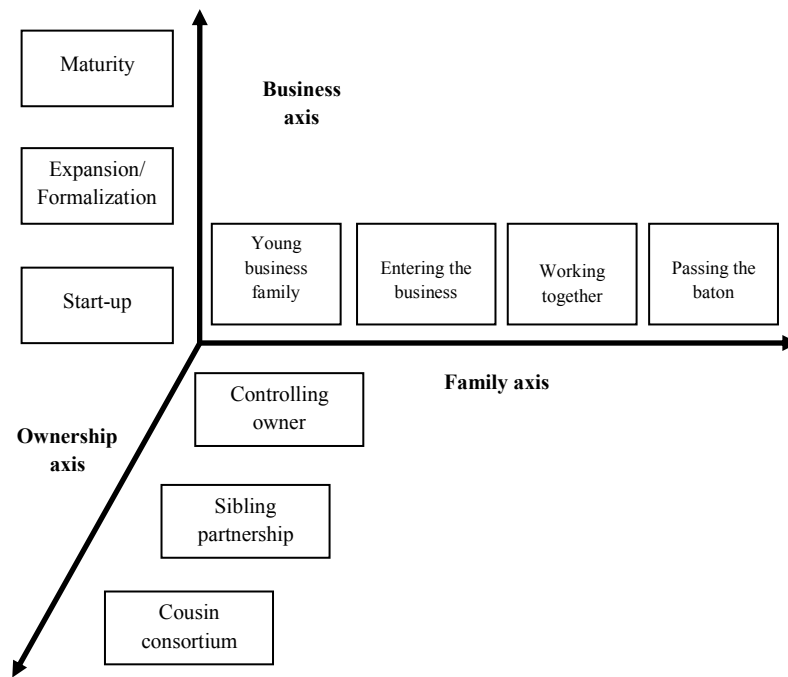 Maturity
Business
axis
Expansion/
Formalization
Young
business
family
Entering the
business
Working
together
Passing the
baton
Start-up
Family axis
Controlling
owner
Ownership
axis
Sibling
partnership
Cousin
consortium